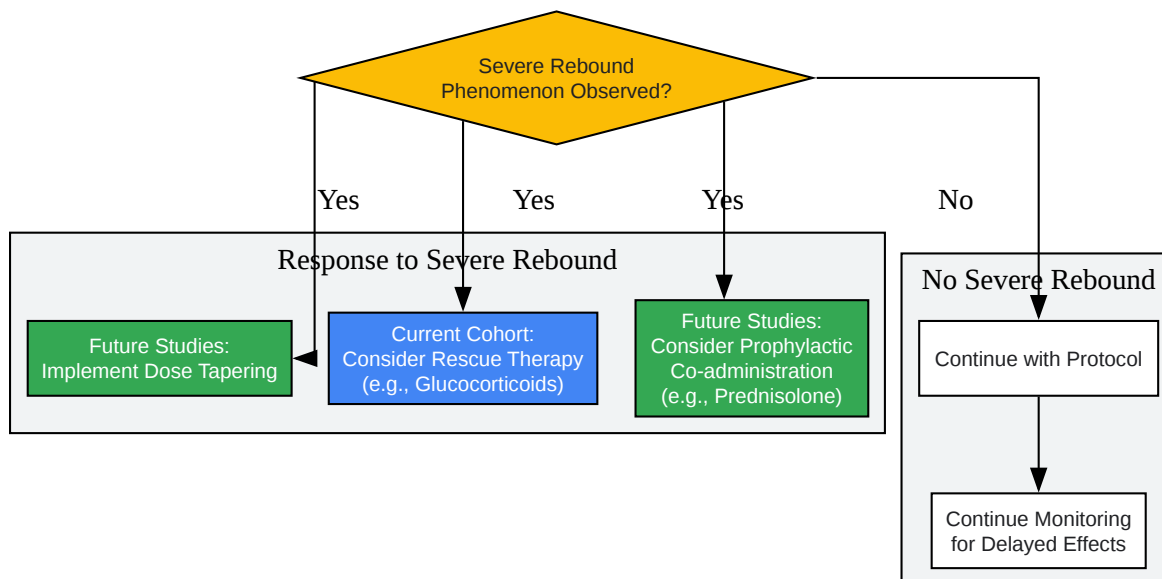 Severe Rebound
Phenomenon Observed?
Yes
Yes
Yes
No
Response to Severe Rebound
No Severe Rebound
Future Studies:
Implement Dose Tapering
Current Cohort:
Consider Rescue Therapy
(e.g., Glucocorticoids)
Future Studies:
Consider Prophylactic
Co-administration
(e.g., Prednisolone)
Continue with Protocol
Continue Monitoring
for Delayed Effects